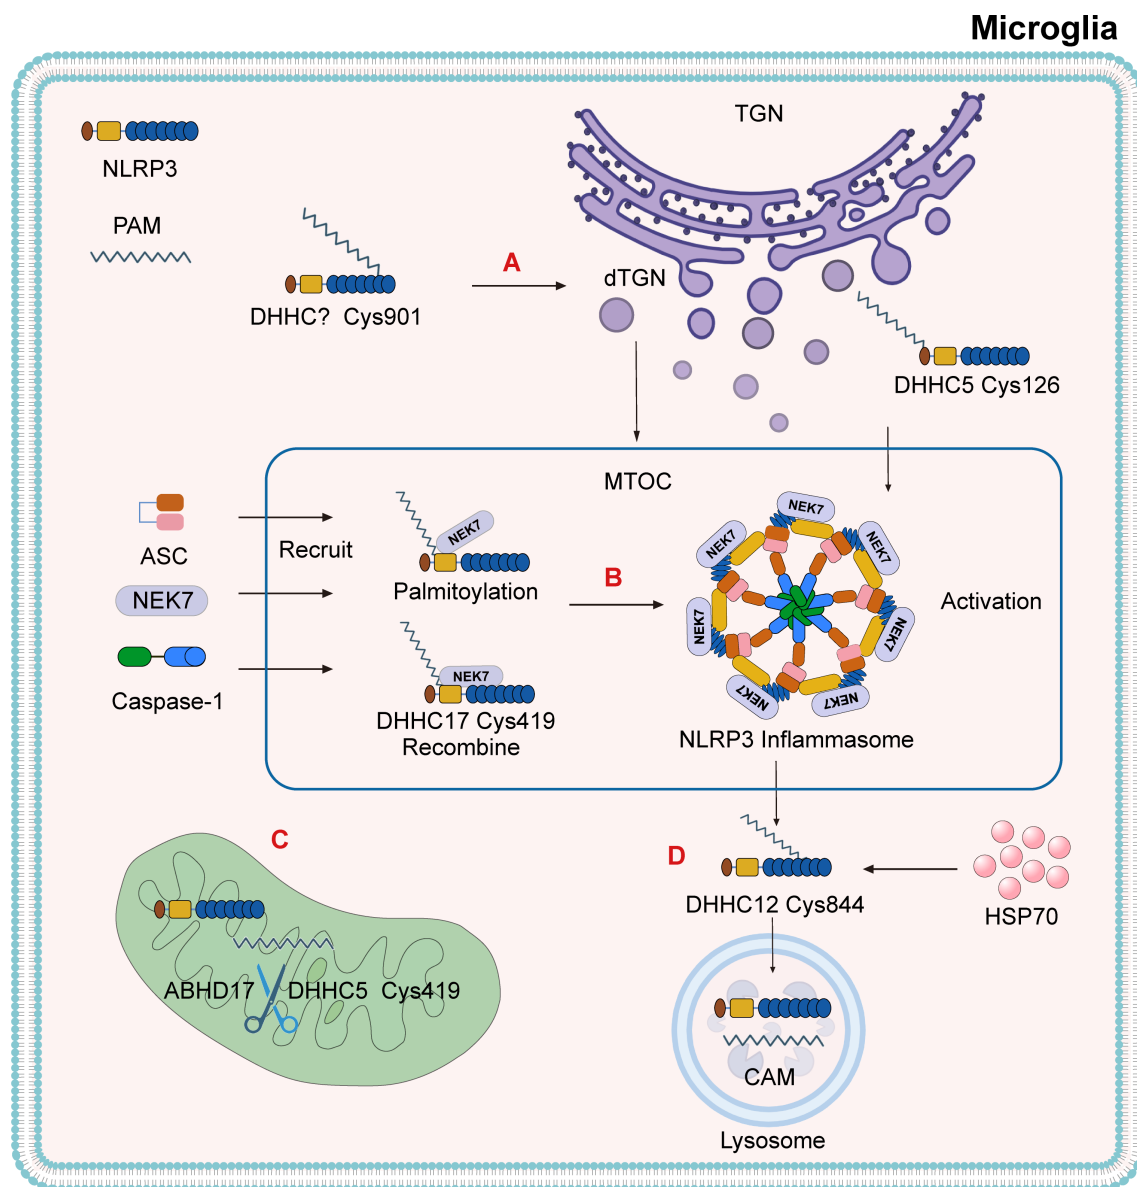 Microglia
TGN
NLRP3
PAM
A
dTGN
DHHC? Cys901
DHHC5 Cys126
MTOC
NEK7
NEK7
NEK7
NEK7
NEK7
NEK7
NEK7
NEK7
ASC
Recruit
Palmitoylation
B
Activation
NEK7
Caspase-1
NEK7
DHHC17 Cys419
Recombine
NLRP3 Inflammasome
C
D
DHHC12 Cys844
HSP70
ABHD17
DHHC5 Cys419
CAM
Lysosome